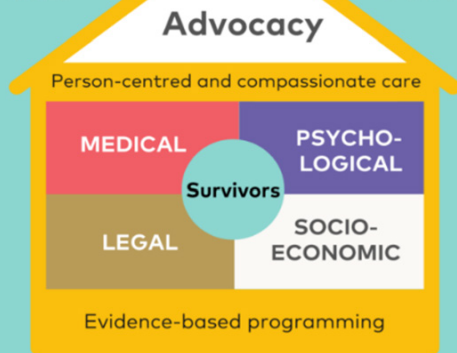 Advocacy
Person-centred and compassionate care
MEDICAL
PSYCHO-
LOGICAL
Survivors
LEGAL
SOCIO-
ECONOMIC
Evidence-based programming